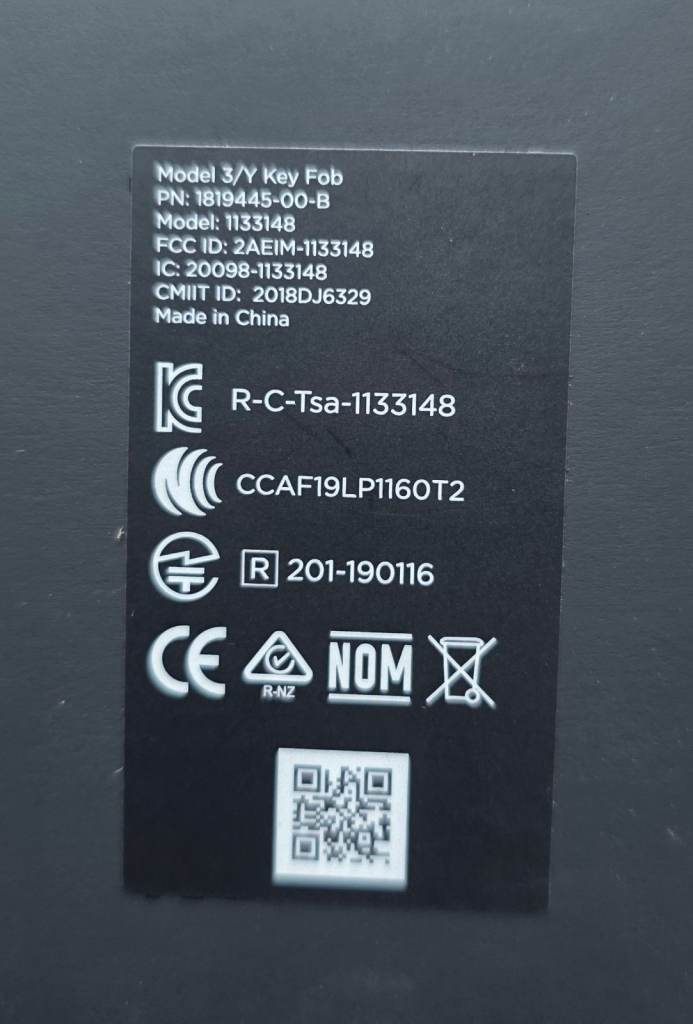 Model 3/Y Key Fob
PN: 1819445-00-B
Model: 1133148
FCC ID: 2AEIM-1133148
IC: 20098-1133148
CMIIT ID: 2018DJ6329
Made in China
R-C-Tsa-1133148
CCAF19LP1160T2
R 201-190116
CE R-NZ NOM